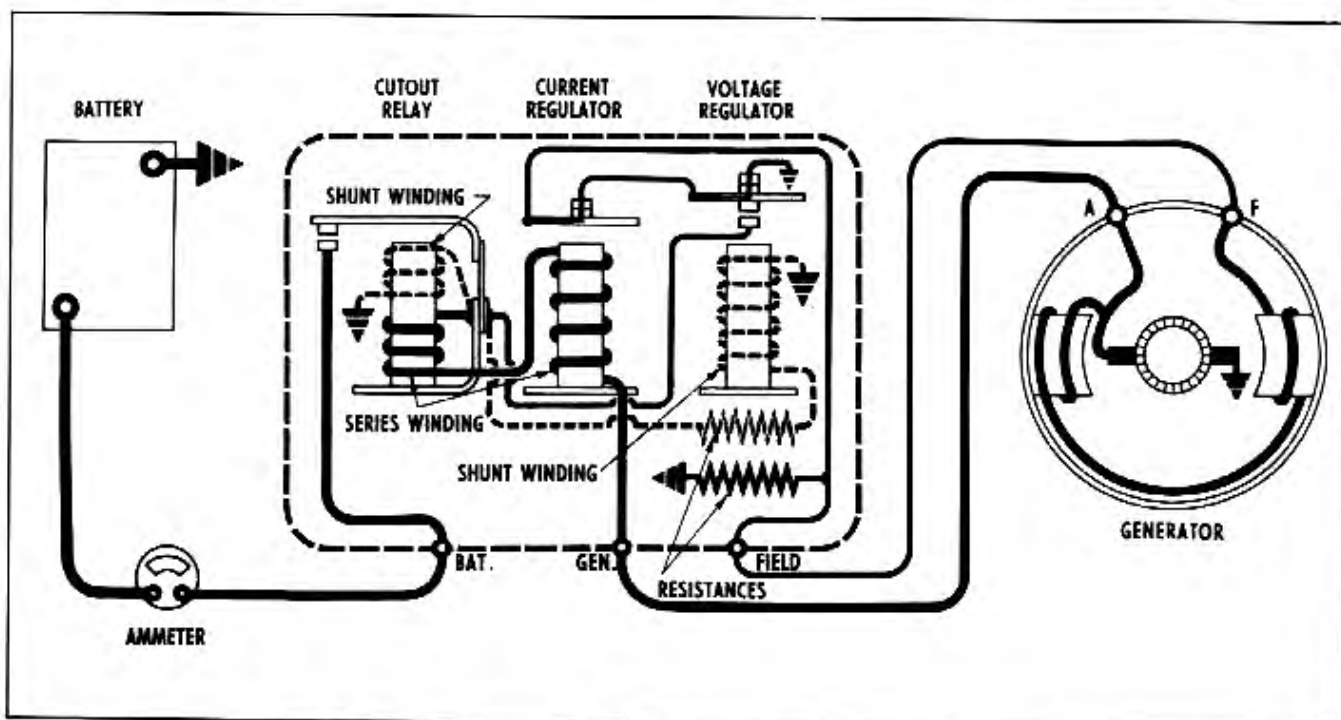 BATTERY
CUTOUT
RELAY
CURRENT
REGULATOR
VOLTAGE
REGULATOR
SHUNT WINDING
A
F
SERIES WINDING
SHUNT WINDING
GENERATOR
BAT.
GEN.
FIELD
RESISTANCES
AMMETER